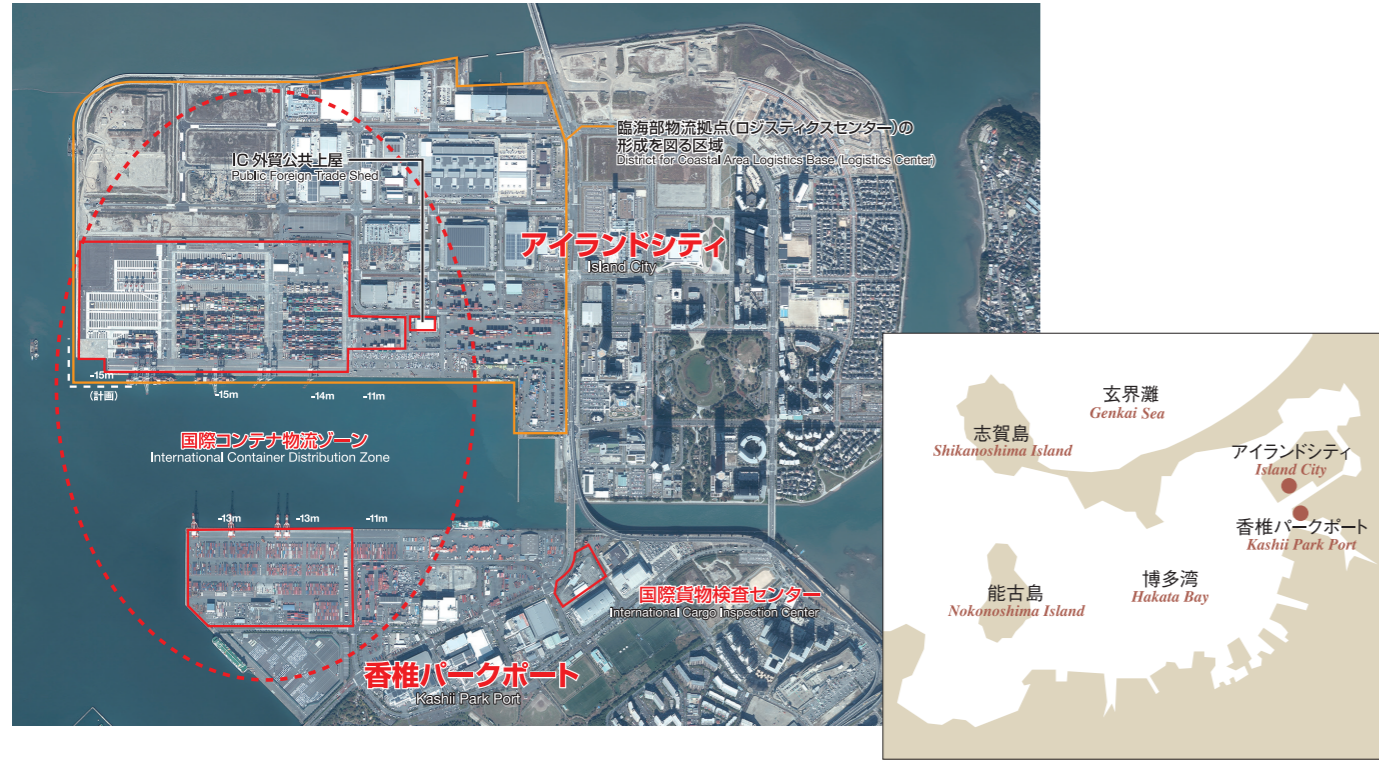 臨海部物流拠点(ロジスティクスセンター)の
形成を図る区域
District for Coastal Area Logistics Base (Logistics Center)
IC 外貿公共上屋
Public Foreign Trade Shed
アイランドシティ
Island City
-15m
(計画)
-15m
-14m
-11m
国際コンテナ物流ゾーン
International Container Distribution Zone
-13m
-13m
-11m
国際貨物検査センター
International Cargo Inspection Center
香椎パークポート
Kashii Park Port
玄界灘
Genkai Sea
志賀島
Shikanoshima Island
アイランドシティ
Island City
香椎パークポート
Kashii Park Port
博多湾
Hakata Bay
能古島
Nokonoshima Island